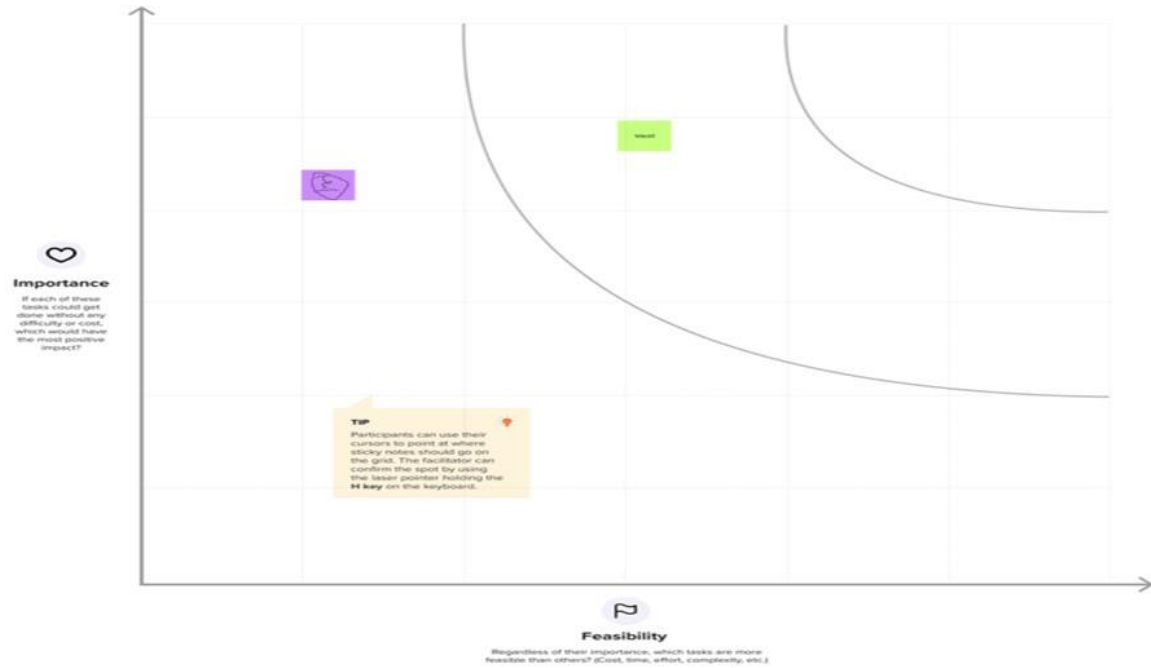 TIP
Participants can use their
cursors to point at where
sticky notes should go on
the grid. The facilitator can
confirm the spot by using
the laser pointer holding the
H key on the keyboard.
Importance
If each of these
tasks could get
done without any
difficulty or cost,
which would have
the most positive
impact?
Feasibility
Regardless of their importance, which tasks are more
feasible than others? (Cost, time, effort, complexity, etc.)